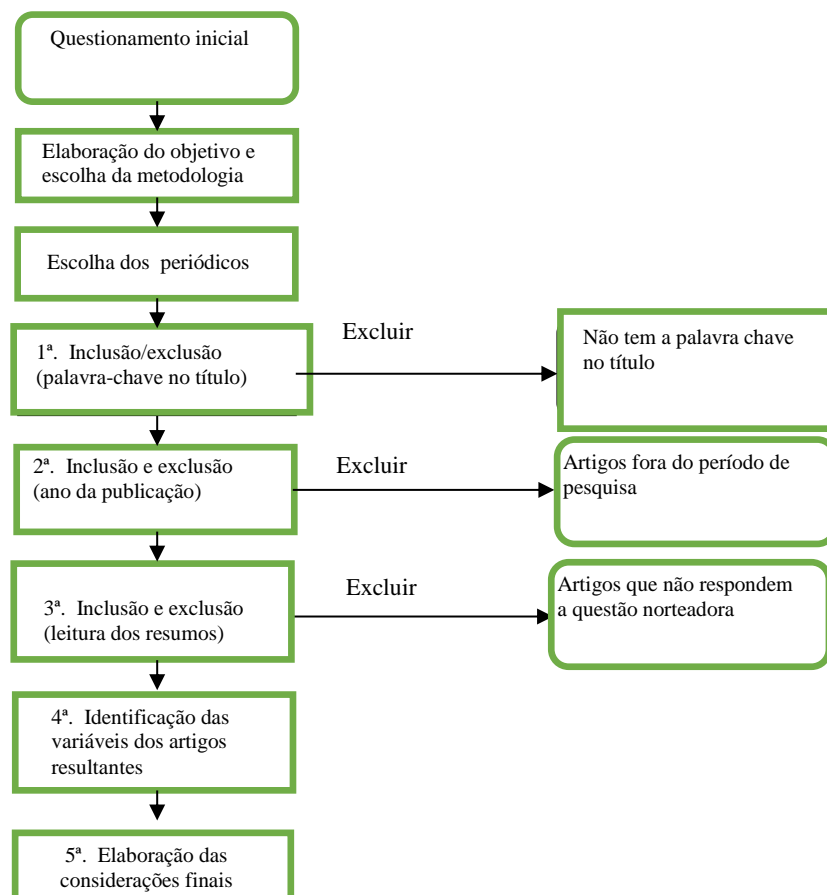 Questionamento inicial
Elaboração do objetivo e
escolha da metodologia
Escolha dos periódicos
1ª. Inclusão/exclusão
(palavra-chave no título)
Excluir
Não tem a palavra chave
no título
2ª. Inclusão e exclusão
(ano da publicação)
Excluir
Artigos fora do período de
pesquisa
3ª. Inclusão e exclusão
(leitura dos resumos)
Excluir
Artigos que não respondem
a questão norteadora
4ª. Identificação das
variáveis dos artigos
resultantes
5ª. Elaboração das
considerações finais